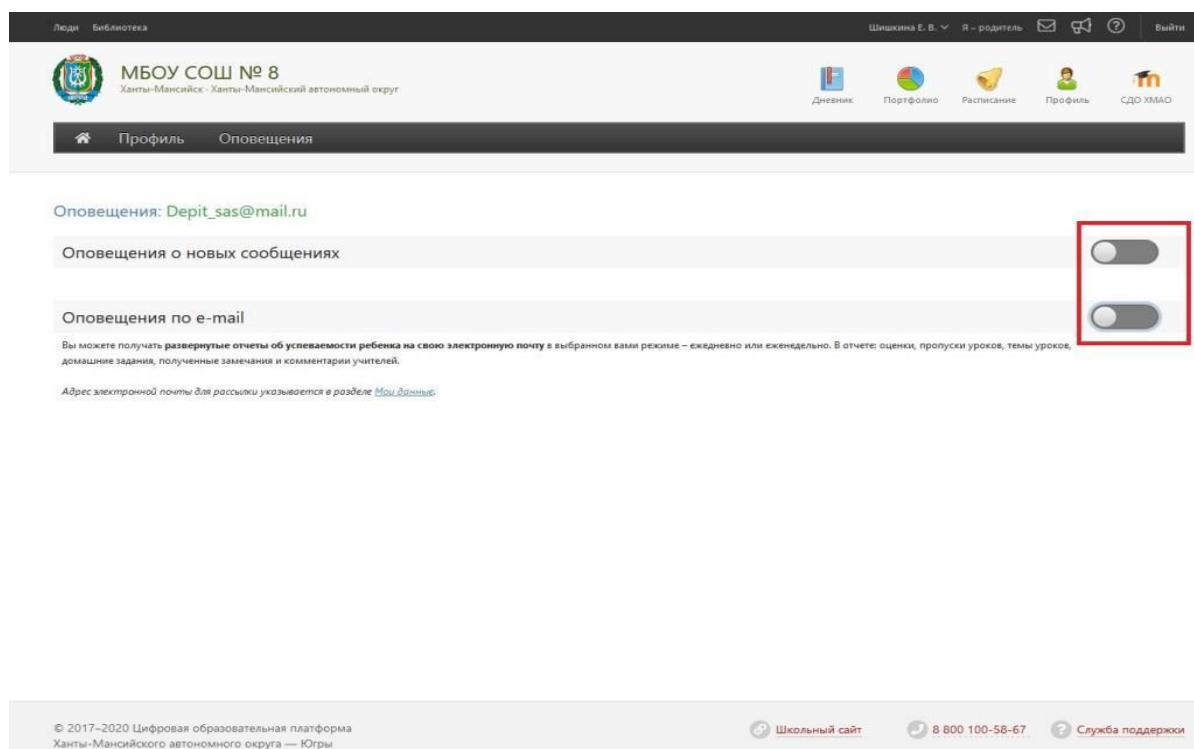 Люди Библиотека
Шишкина Е. В. Я – родитель Выйти
МБОУ СОШ № 8
Ханты-Мансийск · Ханты-Мансийский автономный округ
Дневник Портфолио Расписание Профиль СДО ХМАО
Профиль Оповещения
Оповещения: Depit_sas@mail.ru
Оповещения о новых сообщениях
Оповещения по e-mail
Вы можете получать развернутые отчеты об успеваемости ребенка на свою электронную почту в выбранном вами режиме – ежедневно или еженедельно. В отчете: оценки, пропуски уроков, темы уроков,
домашние задания, полученные замечания и комментарии учителей.
Адрес электронной почты для рассылки указывается в разделе Мои данные.
© 2017–2020 Цифровая образовательная платформа
Ханты-Мансийского автономного округа — Югры
Школьный сайт 8 800 100-58-67 Служба поддержки